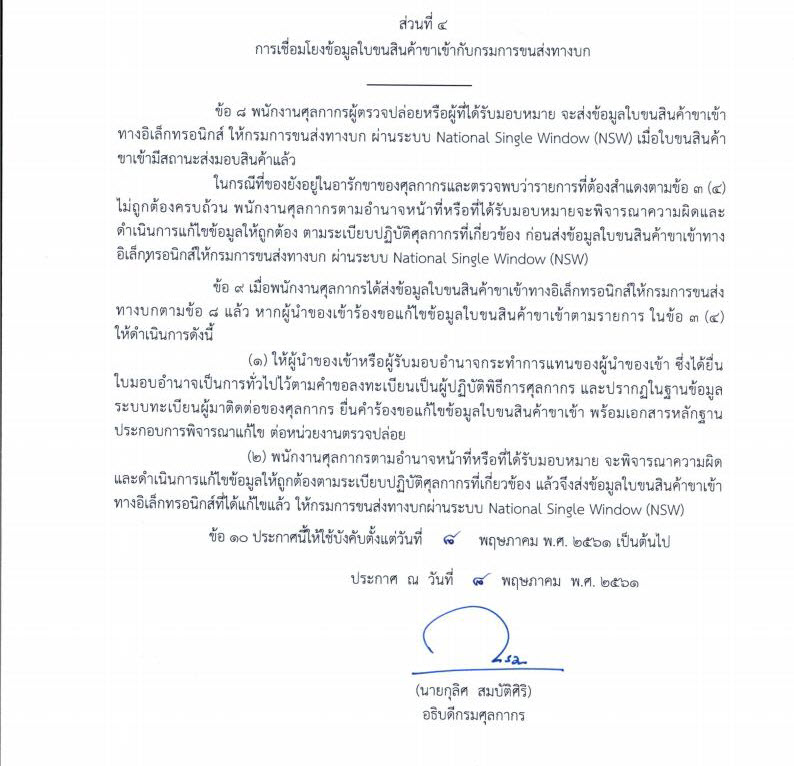 ส่วนที่ ๔
การเชื่อมโยงข้อมูลใบขนสินค้าขาเข้ากับกรมการขนส่งทางบก
ข้อ ๘ พนักงานศุลกากรผู้ตรวจปล่อยหรือผู้ที่ได้รับมอบหมาย จะส่งข้อมูลใบขนสินค้าขาเข้า
ทางอิเล็กทรอนิกส์ ให้กรมการขนส่งทางบก ผ่านระบบ National Single Window (NSW) เมื่อใบขนสินค้า
ขาเข้ามีสถานะส่งมอบสินค้าแล้ว
ในกรณีที่ของยังอยู่ในอารักขาของศุลกากรและตรวจพบว่ารายการที่ต้องสำแดงตามข้อ ๓ (๔)
ไม่ถูกต้องครบถ้วน พนักงานศุลกากรตามอำนาจหน้าที่หรือที่ได้รับมอบหมายจะพิจารณาความผิดและ
ดำเนินการแก้ไขข้อมูลให้ถูกต้อง ตามระเบียบปฏิบัติศุลกากรที่เกี่ยวข้อง ก่อนส่งข้อมูลใบขนสินค้าขาเข้าทาง
อิเล็กทรอนิกส์ให้กรมการขนส่งทางบก ผ่านระบบ National Single Window (NSW)
ข้อ ๙ เมื่อพนักงานศุลกากรได้ส่งข้อมูลใบขนสินค้าขาเข้าทางอิเล็กทรอนิกส์ให้กรมการขนส่ง
ทางบกตามข้อ ๘ แล้ว หากผู้นำของเข้าร้องขอแก้ไขข้อมูลใบขนสินค้าขาเข้าตามรายการ ในข้อ ๓ (๔)
ให้ดำเนินการดังนี้
(๑) ให้ผู้นำของเข้าหรือผู้รับมอบอำนาจกระทำการแทนของผู้นำของเข้า ซึ่งได้ยื่น
ใบมอบอำนาจเป็นการทั่วไปไว้ตามคำขอลงทะเบียนเป็นผู้ปฏิบัติพิธีการศุลกากร และปรากฏในฐานข้อมูล
ระบบทะเบียนผู้มาติดต่อของศุลกากร ยื่นคำร้องขอแก้ไขข้อมูลใบขนสินค้าขาเข้า พร้อมเอกสารหลักฐาน
ประกอบการพิจารณาแก้ไข ต่อหน่วยงานตรวจปล่อย
(๒) พนักงานศุลกากรตามอำนาจหน้าที่หรือที่ได้รับมอบหมาย จะพิจารณาความผิด
และดำเนินการแก้ไขข้อมูลให้ถูกต้องตามระเบียบปฏิบัติศุลกากรที่เกี่ยวข้อง แล้วจึงส่งข้อมูลใบขนสินค้าขาเข้า
ทางอิเล็กทรอนิกส์ที่ได้แก้ไขแล้ว ให้กรมการขนส่งทางบกผ่านระบบ National Single Window (NSW)
ข้อ ๑๐ ประกาศนี้ให้ใช้บังคับตั้งแต่วันที่ ๘ พฤษภาคม พ.ศ. ๒๕๖๑ เป็นต้นไป
ประกาศ ณ วันที่ ๘ พฤษภาคม พ.ศ. ๒๕๖๑
(นายกุลิศ สมบัติศิริ)
อธิบดีกรมศุลกากร